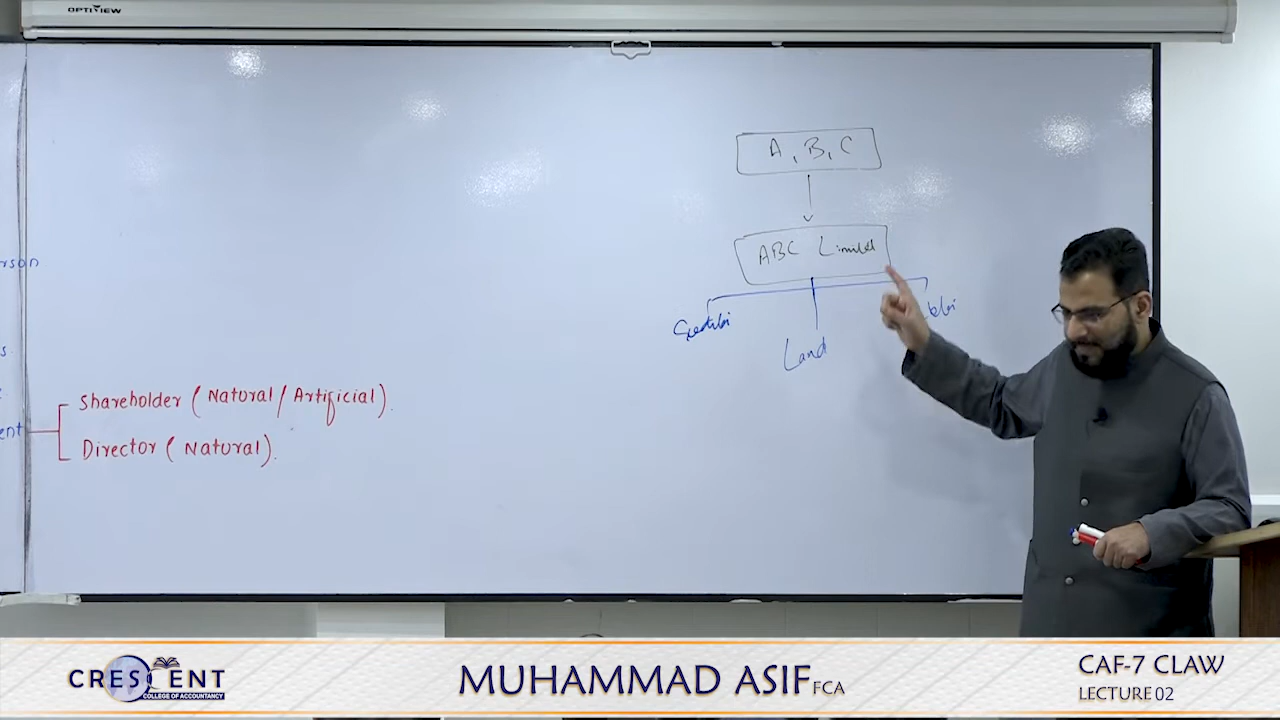 OPTIVIEW
A, B, C
ABC Limited
Land
Shareholder (Natural / Artificial).
Director (Natural).
CRESCENT
COLLEGE OF ACCOUNTANCY
MUHAMMAD ASIF FCA
CAF-7 CLAW
LECTURE 02